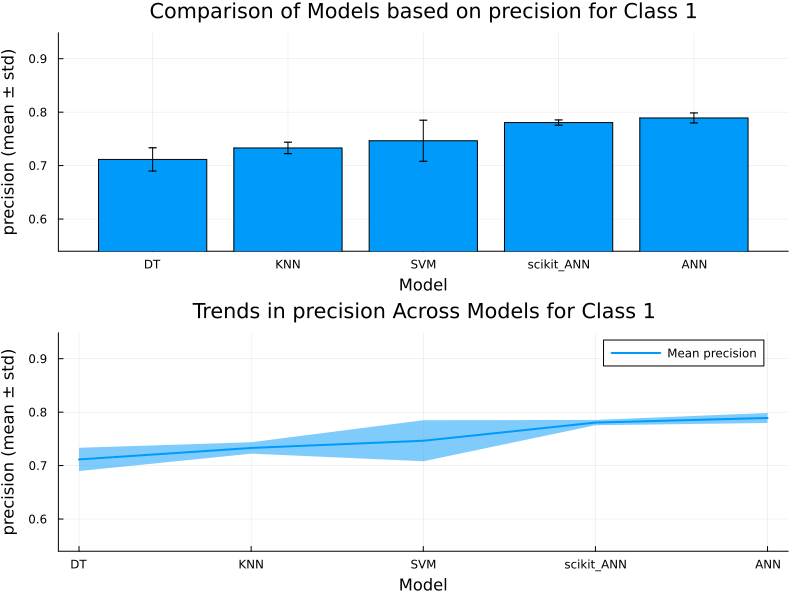 Comparison of Models based on precision for Class 1
precision (mean ± std)
0.9
0.8
0.7
0.6
DT KNN SVM scikit_ANN ANN
Model
Trends in precision Across Models for Class 1
precision (mean ± std)
Mean precision
0.9
0.8
0.7
0.6
DT KNN SVM scikit_ANN ANN
Model